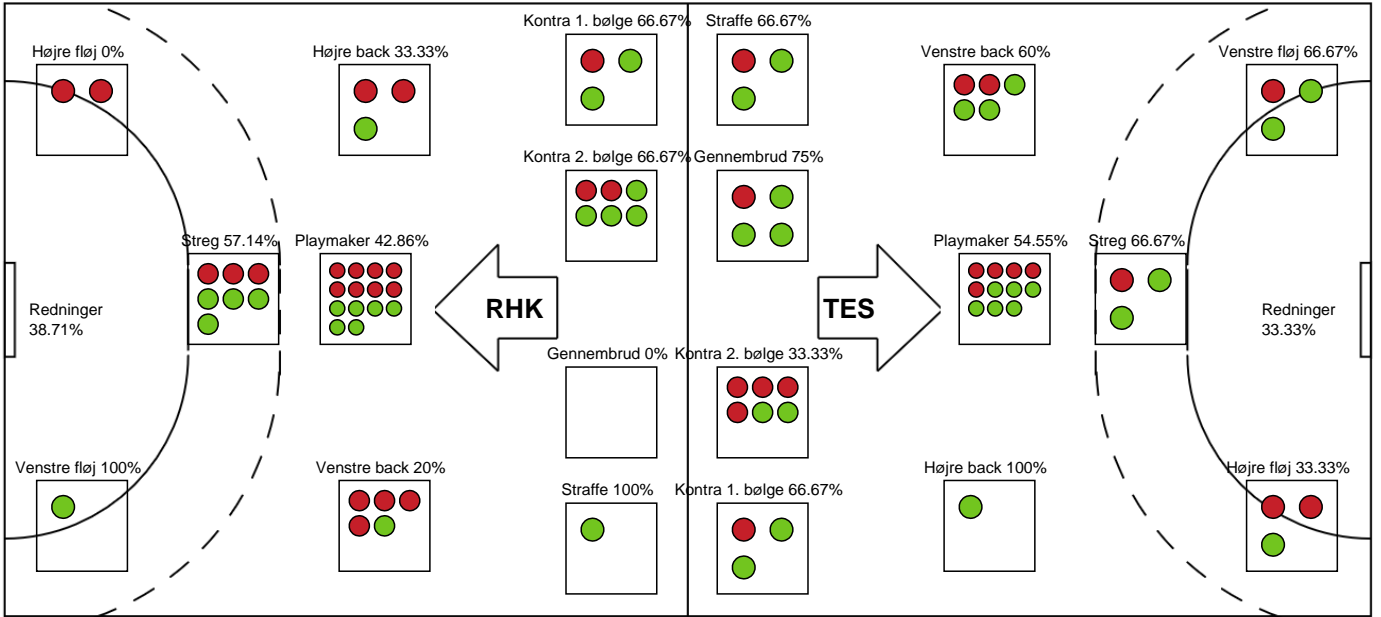 Kontra 1. bølge 66.67%
Straffe 66.67%
Højre fløj 0%
Højre back 33.33%
Venstre back 60%
Venstre fløj 66.67%
Kontra 2. bølge 66.67%
Gennembrud 75%
Streg 57.14%
Playmaker 42.86%
Playmaker 54.55%
Streg 66.67%
Redninger
38.71%
RHK
TES
Redninger
33.33%
Gennembrud 0%
Kontra 2. bølge 33.33%
Venstre fløj 100%
Venstre back 20%
Straffe 100%
Kontra 1. bølge 66.67%
Højre back 100%
Højre fløj 33.33%